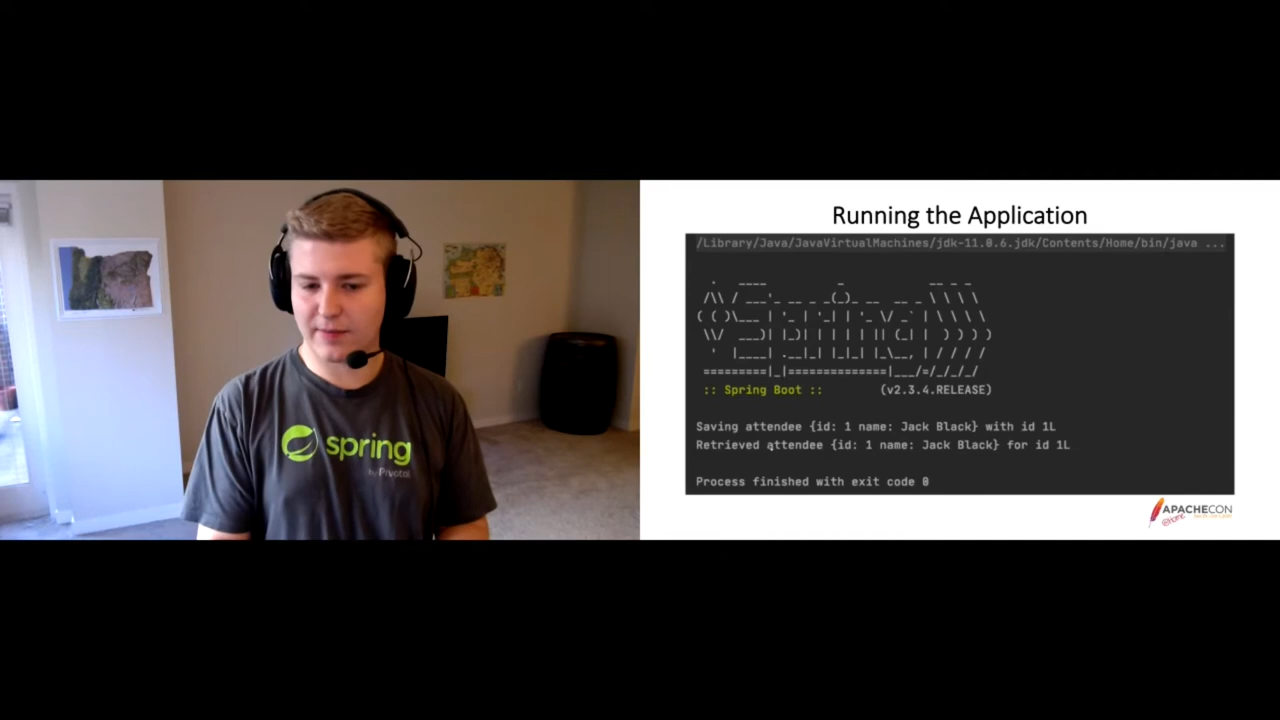 spring
by Pivotal
Running the Application
/Library/Java/JavaVirtualMachines/jdk-11.0.6.jdk/Contents/Home/bin/java ...
:: Spring Boot ::        (v2.3.4.RELEASE)
Saving attendee {id: 1 name: Jack Black} with id 1L
Retrieved attendee {id: 1 name: Jack Black} for id 1L
Process finished with exit code 0
APACHECON
@Home